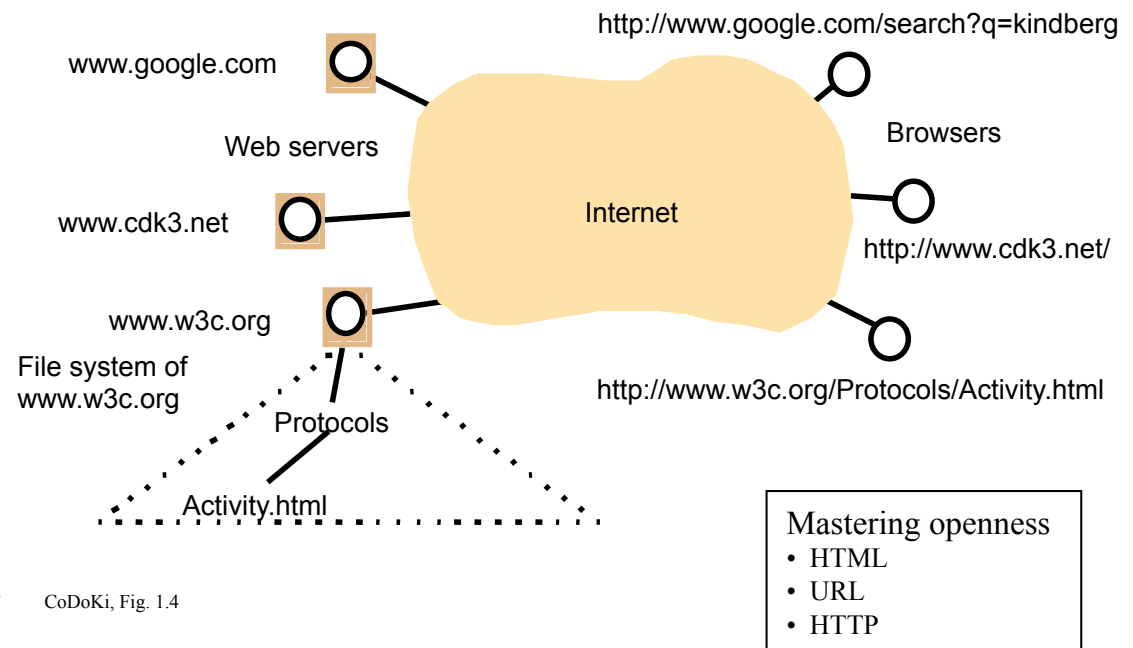 http://www.google.com/search?q=kindberg
www.google.com
Web servers
Browsers
www.cdk3.net
Internet
http://www.cdk3.net/
www.w3c.org
File system of
www.w3c.org
http://www.w3c.org/Protocols/Activity.html
Protocols
Activity.html
Mastering openness
• HTML
• URL
• HTTP
CoDoKi, Fig. 1.4